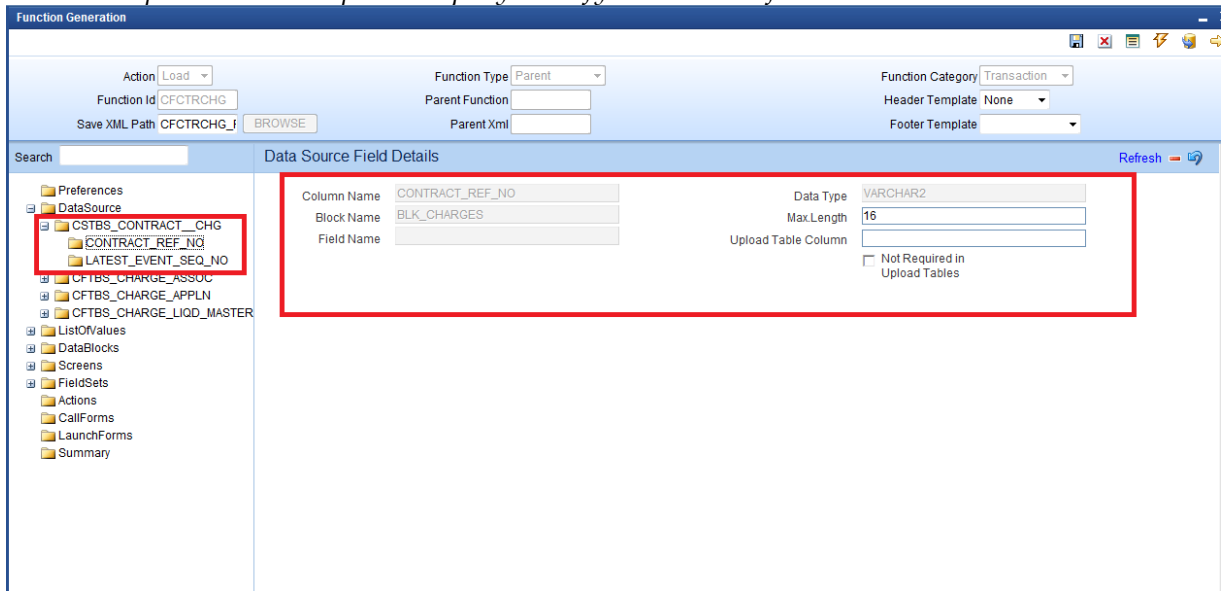 Function Generation
Action Load Function Type Parent Function Category Transaction
Function Id CFCTRCHG Parent Function Header Template None
Save XML Path CFCTRCHG_ BROWSE Parent Xml Footer Template
Search Data Source Field Details Refresh
Preferences
DataSource
CSTBS_CONTRACT__CHG
CONTRACT_REF_NO
LATEST_EVENT_SEQ_NO
CFTBS_CHARGE_ASSOC
CFTBS_CHARGE_APPLN
CFTBS_CHARGE_LIQD_MASTER
ListOfValues
DataBlocks
Screens
FieldSets
Actions
CallForms
LaunchForms
Summary
Column Name CONTRACT_REF_NO Data Type VARCHAR2
Block Name BLK_CHARGES Max.Length 16
Field Name Upload Table Column
Not Required in
Upload Tables